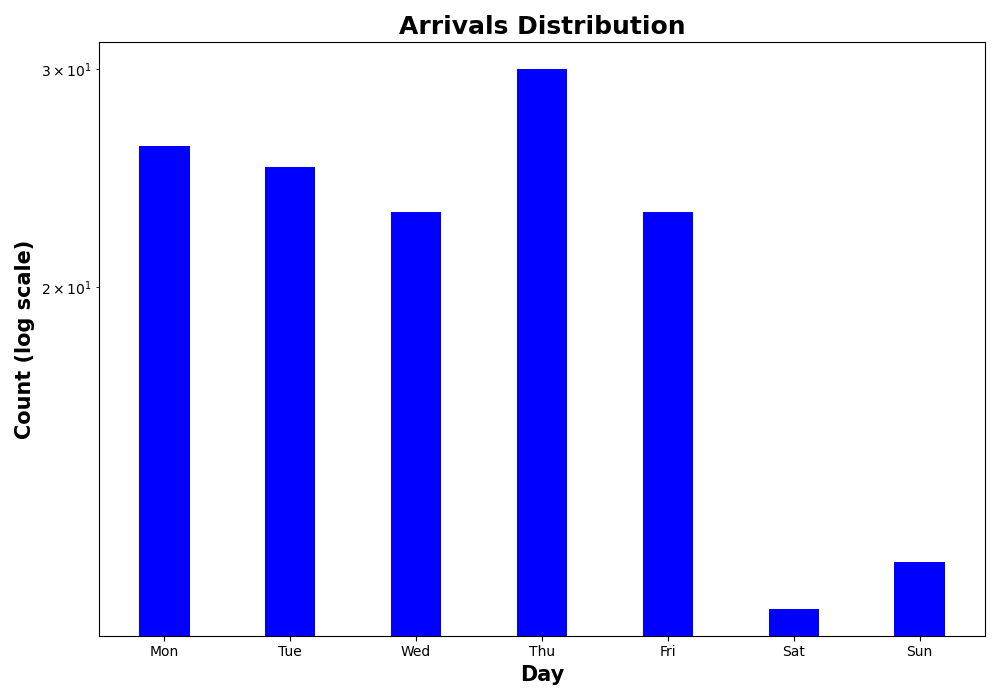 Arrivals Distribution
3 × 10¹
2 × 10¹
Count (log scale)
Mon Tue Wed Thu Fri Sat Sun
Day